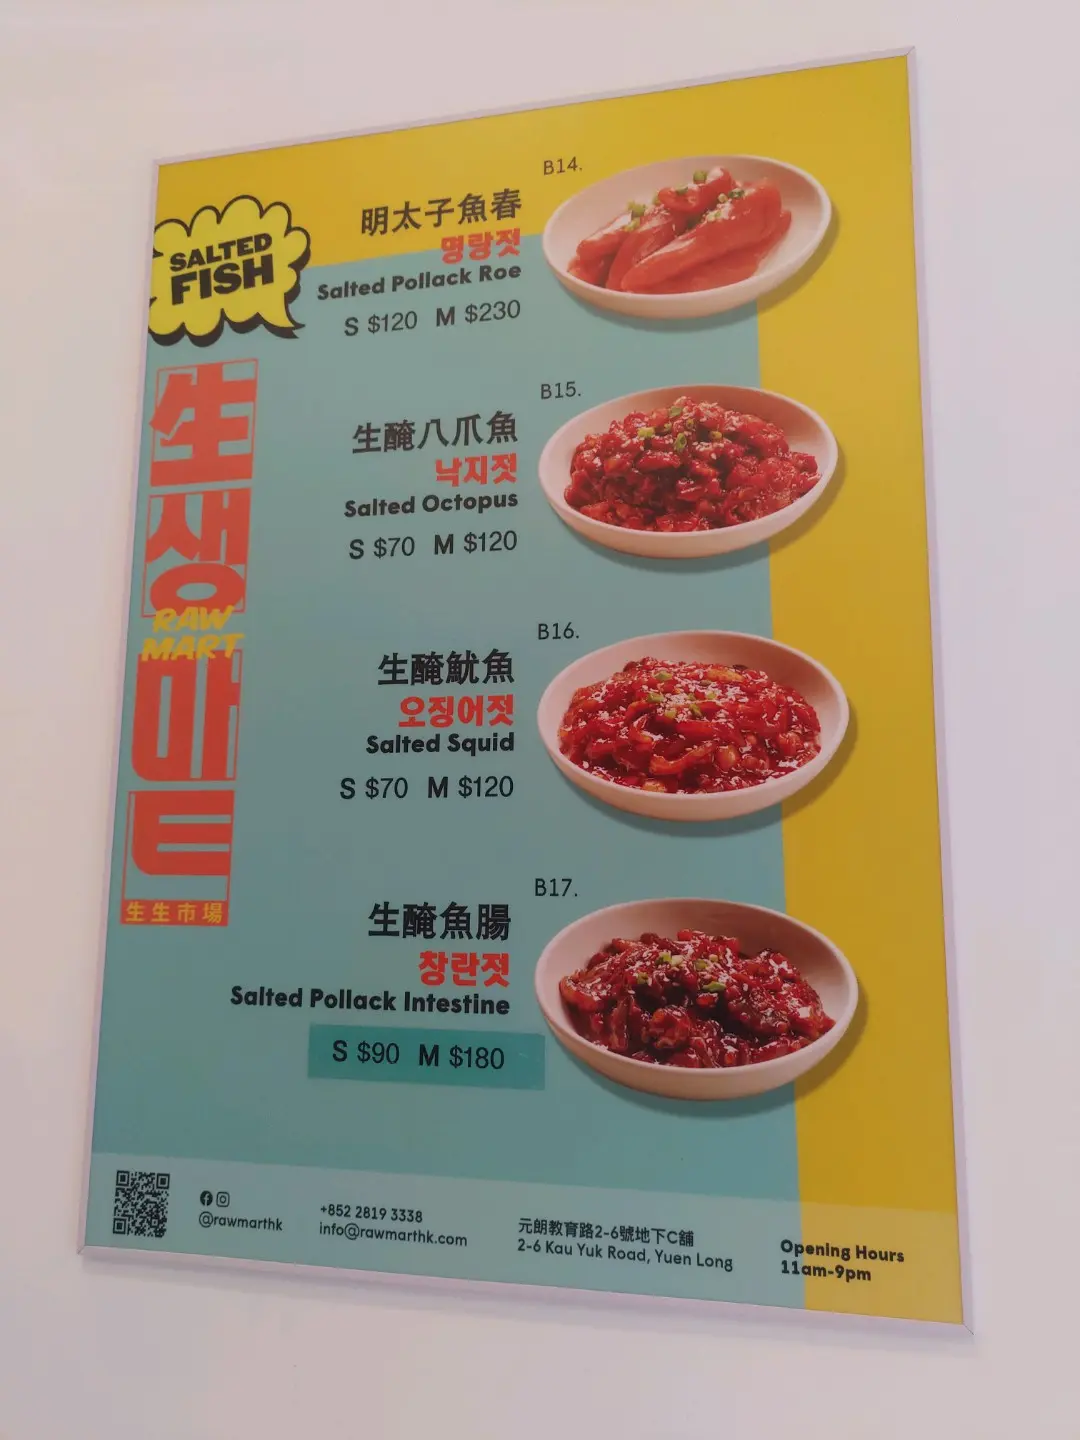 SALTED
FISH
生
생
RAW
MART
마
트
生生市場
B14.
明太子魚春
명랑젓
Salted Pollack Roe
S $120 M $230
B15.
生醃八爪魚
낙지젓
Salted Octopus
S $70 M $120
B16.
生醃魷魚
오징어젓
Salted Squid
S $70 M $120
B17.
生醃魚腸
창란젓
Salted Pollack Intestine
S $90 M $180
@rawmarthk
+852 2819 3338
info@rawmarthk.com
元朗教育路2-6號地下C舖
2-6 Kau Yuk Road, Yuen Long
Opening Hours
11am-9pm